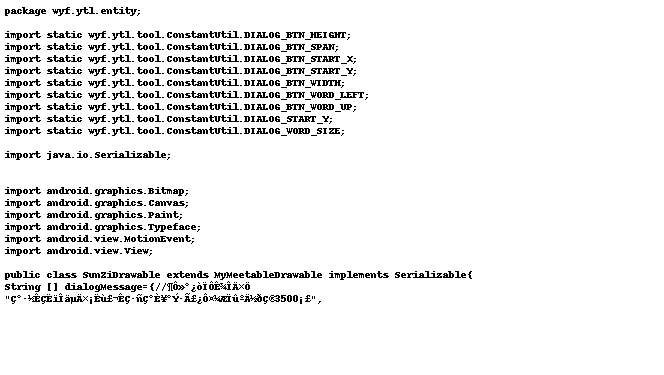 package wyf.ytl.entity;
import static wyf.ytl.tool.ConstantUtil.DIALOG_BTN_HEIGHT;
import static wyf.ytl.tool.ConstantUtil.DIALOG_BTN_SPAN;
import static wyf.ytl.tool.ConstantUtil.DIALOG_BTN_START_X;
import static wyf.ytl.tool.ConstantUtil.DIALOG_BTN_START_Y;
import static wyf.ytl.tool.ConstantUtil.DIALOG_BTN_WIDTH;
import static wyf.ytl.tool.ConstantUtil.DIALOG_BTN_WORD_LEFT;
import static wyf.ytl.tool.ConstantUtil.DIALOG_BTN_WORD_UP;
import static wyf.ytl.tool.ConstantUtil.DIALOG_START_Y;
import static wyf.ytl.tool.ConstantUtil.DIALOG_WORD_SIZE;
import java.io.Serializable;
import android.graphics.Bitmap;
import android.graphics.Canvas;
import android.graphics.Paint;
import android.graphics.Typeface;
import android.view.MotionEvent;
import android.view.View;
public class SunZiDrawable extends MyMeetableDrawable implements Serializable{
String [] dialogMessage={//¶Ô»°¿òÏÔÊ¾ÎÄ×Ö